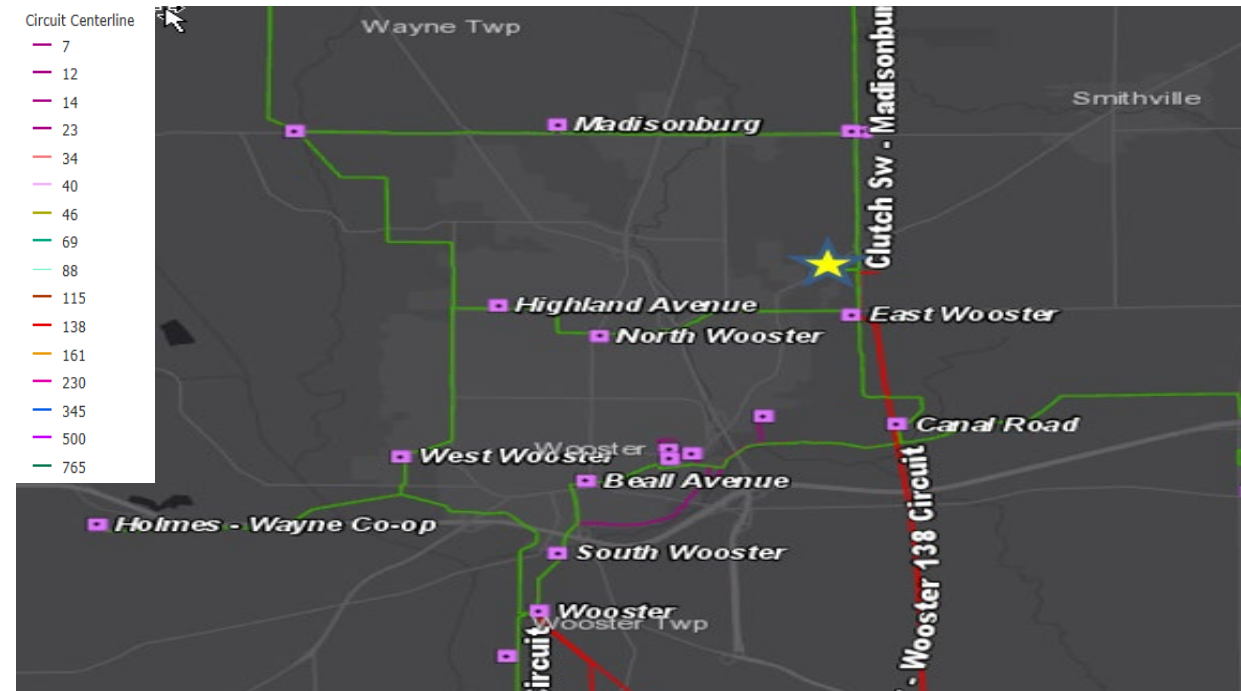 Circuit Centerline
7
12
14
23
34
40
46
69
88
115
138
161
230
345
500
765
Wayne Twp
Smithville
Madisonburg
Clutch Sw - Madisonbur
Highland Avenue
East Wooster
North Wooster
Canal Road
Wooster
West Wooster
Beall Avenue
Holmes - Wayne Co-op
South Wooster
Wooster
Wooster Twp
ircuit
- Wooster 138 Circuit